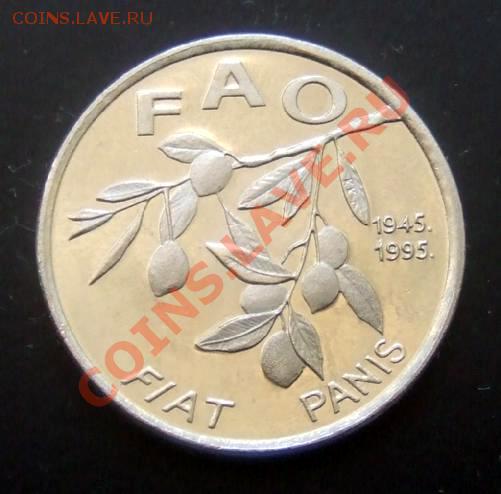 COINS.LAVE.RU
FAO
1945.
1995.
FIAT PANIS
COINS.LAVE.RU